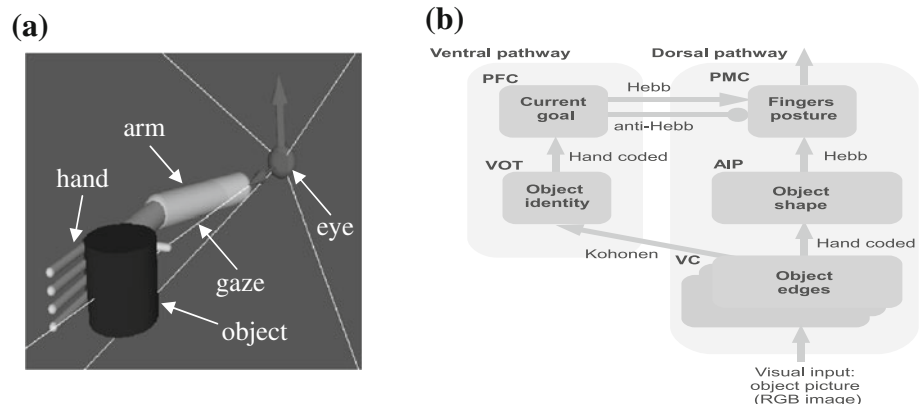 (a)
arm
hand
eye
gaze
object
(b)
Ventral pathway
Dorsal pathway
PFC
PMC
Current
goal
Hebb
anti-Hebb
Fingers
posture
Hand coded
Hebb
VOT
AIP
Object
identity
Object
shape
Kohonen
Hand coded
VC
Object
edges
Visual input:
object picture
(RGB image)